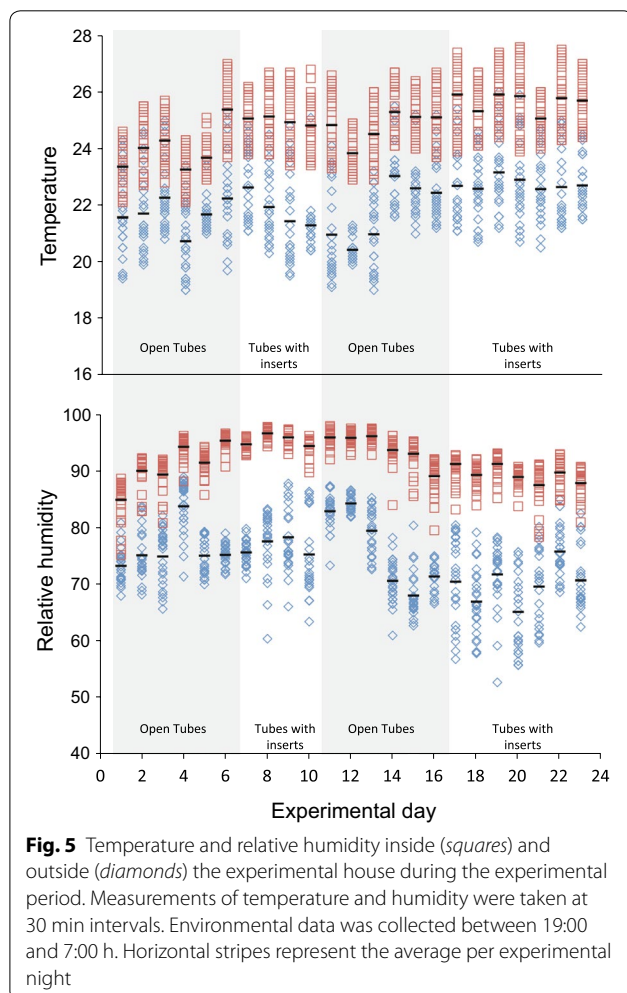 28
26
24
22
20
18
16
Temperature
Open Tubes
Tubes with
inserts
Open Tubes
Tubes with
inserts
100
90
80
70
60
50
40
Relative humidity
Open Tubes
Tubes with
inserts
Open Tubes
Tubes with
inserts
0 2 4 6 8 10 12 14 16 18 20 22 24
Experimental day
Fig. 5 Temperature and relative humidity inside (squares) and
outside (diamonds) the experimental house during the experimental
period. Measurements of temperature and humidity were taken at
30 min intervals. Environmental data was collected between 19:00
and 7:00 h. Horizontal stripes represent the average per experimental
night